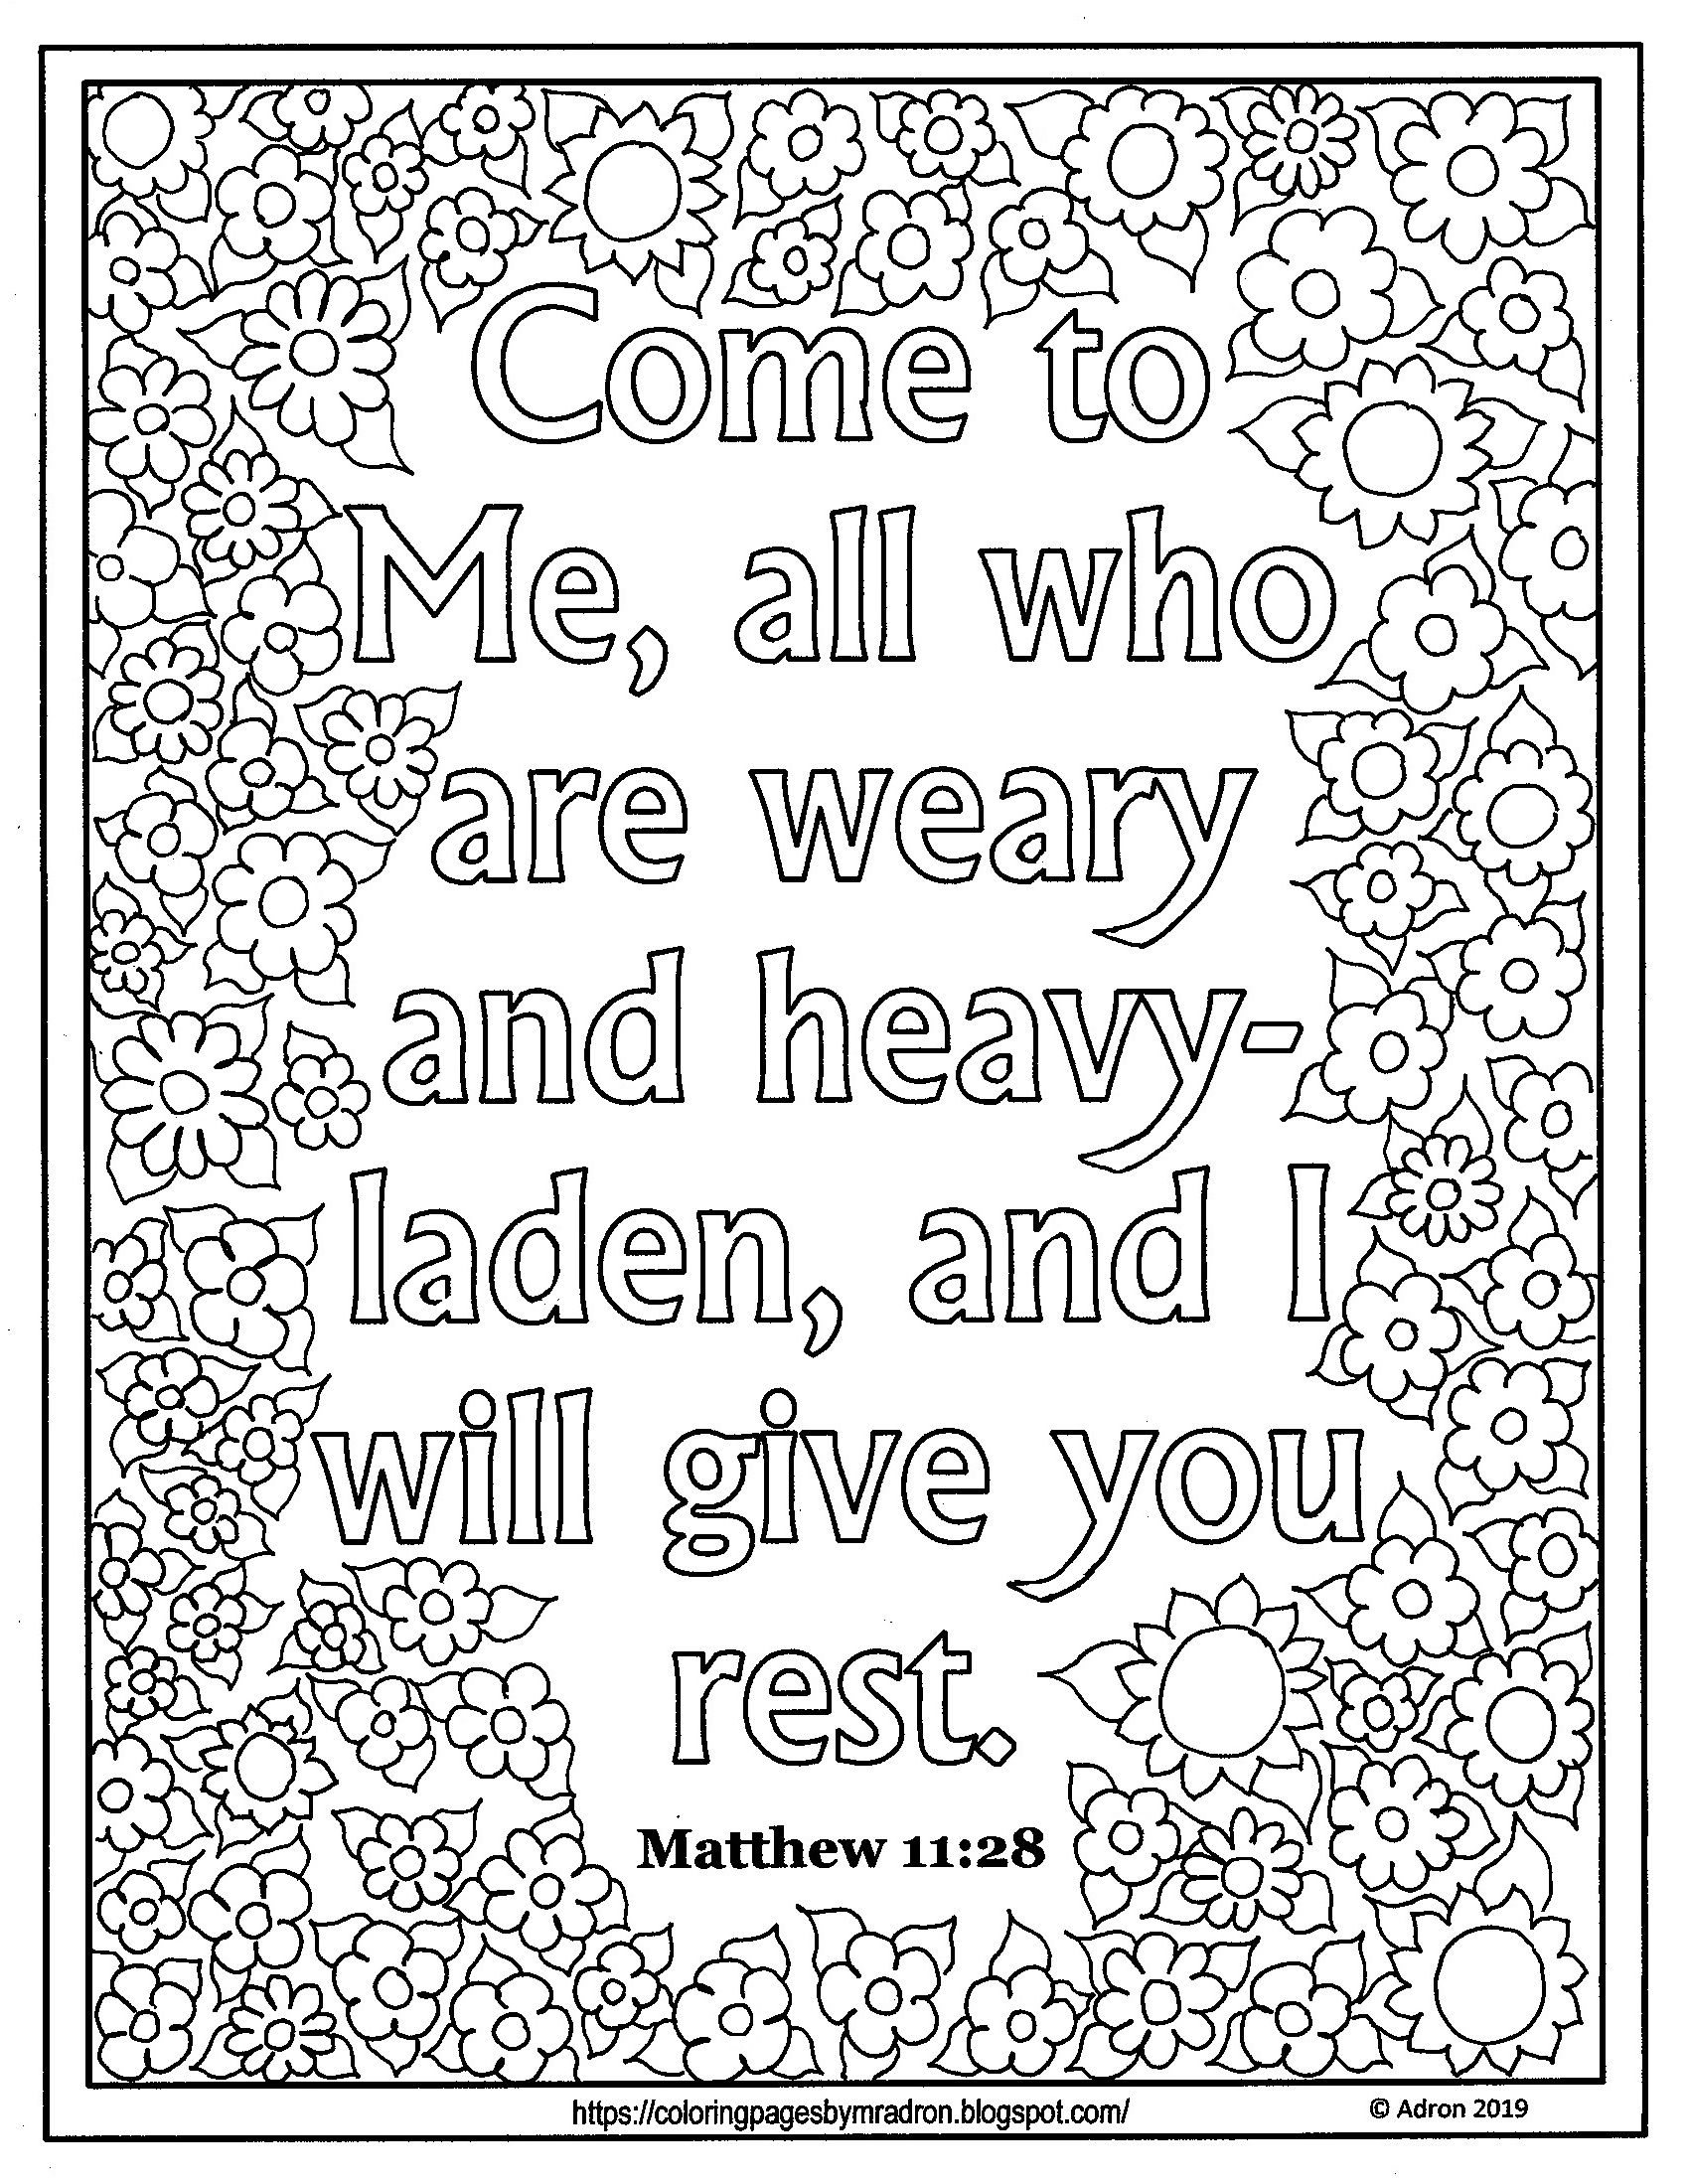 Come to
Me, all who
are weary
and heavy-
laden, and I
will give you
rest.
Matthew 11:28
https://coloringpagesbymradron.blogspot.com/
© Adron 2019